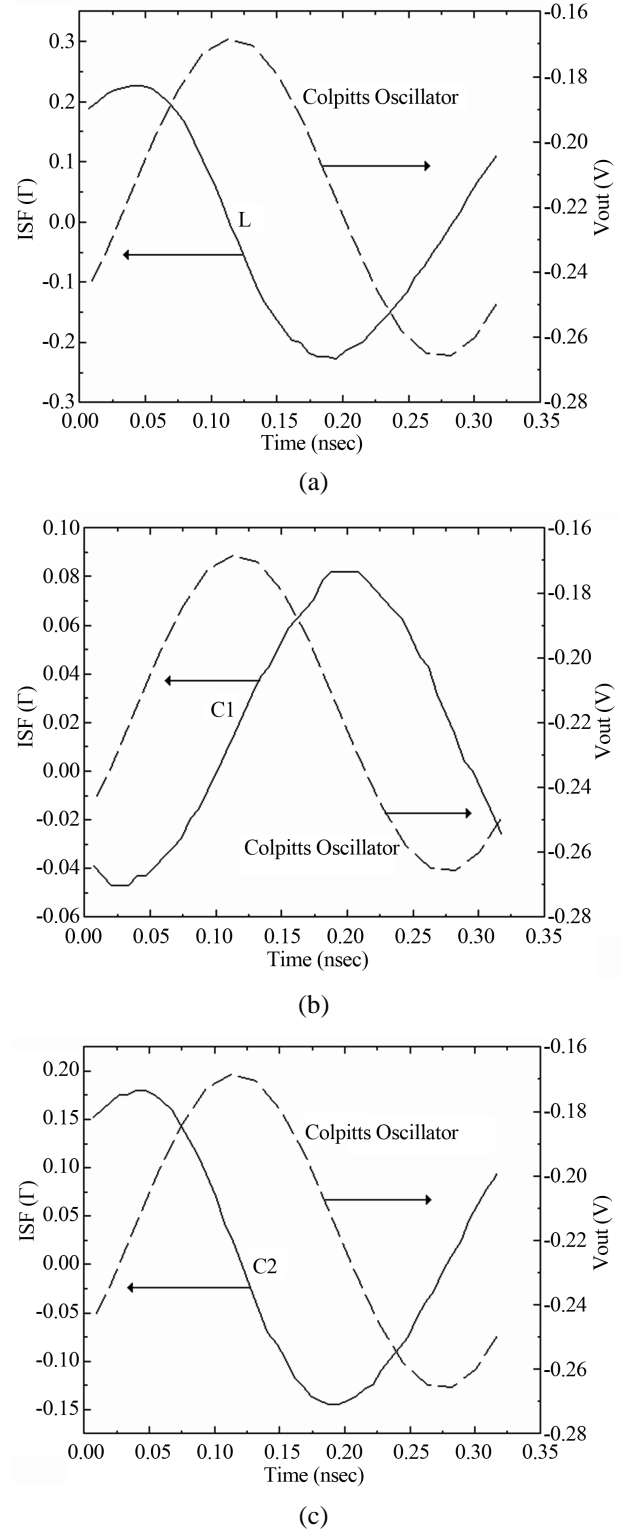 0.3
0.2
0.1
0.0
-0.1
-0.2
-0.3
ISF (Γ)
-0.16
-0.18
-0.20
-0.22
-0.24
-0.26
-0.28
Vout (V)
Colpitts Oscillator
L
0.00 0.05 0.10 0.15 0.20 0.25 0.30 0.35
Time (nsec)
(a)
0.10
0.08
0.06
0.04
0.02
0.00
-0.02
-0.04
-0.06
ISF (Γ)
-0.16
-0.18
-0.20
-0.22
-0.24
-0.26
-0.28
Vout (V)
C1
Colpitts Oscillator
0.00 0.05 0.10 0.15 0.20 0.25 0.30 0.35
Time (nsec)
(b)
0.20
0.15
0.10
0.05
0.00
-0.05
-0.10
-0.15
ISF (Γ)
-0.16
-0.18
-0.20
-0.22
-0.24
-0.26
-0.28
Vout (V)
Colpitts Oscillator
C2
0.00 0.05 0.10 0.15 0.20 0.25 0.30 0.35
Time (nsec)
(c)